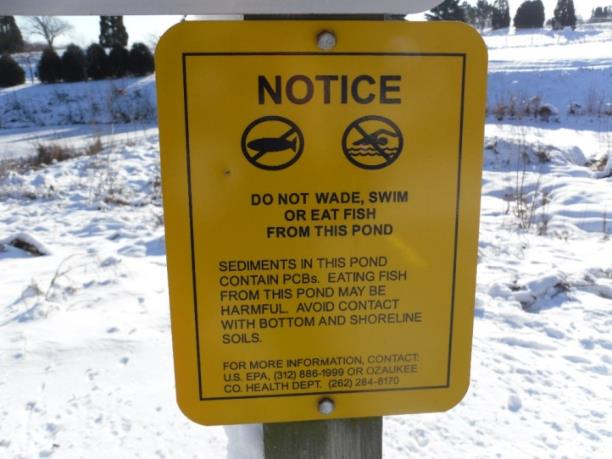 NOTICE
DO NOT WADE, SWIM
OR EAT FISH
FROM THIS POND
SEDIMENTS IN THIS POND
CONTAIN PCBs. EATING FISH
FROM THIS POND MAY BE
HARMFUL. AVOID CONTACT
WITH BOTTOM AND SHORELINE
SOILS.
FOR MORE INFORMATION, CONTACT:
U.S. EPA, (312) 886-1999 OR OZAUKEE
CO. HEALTH DEPT. (262) 284-8170